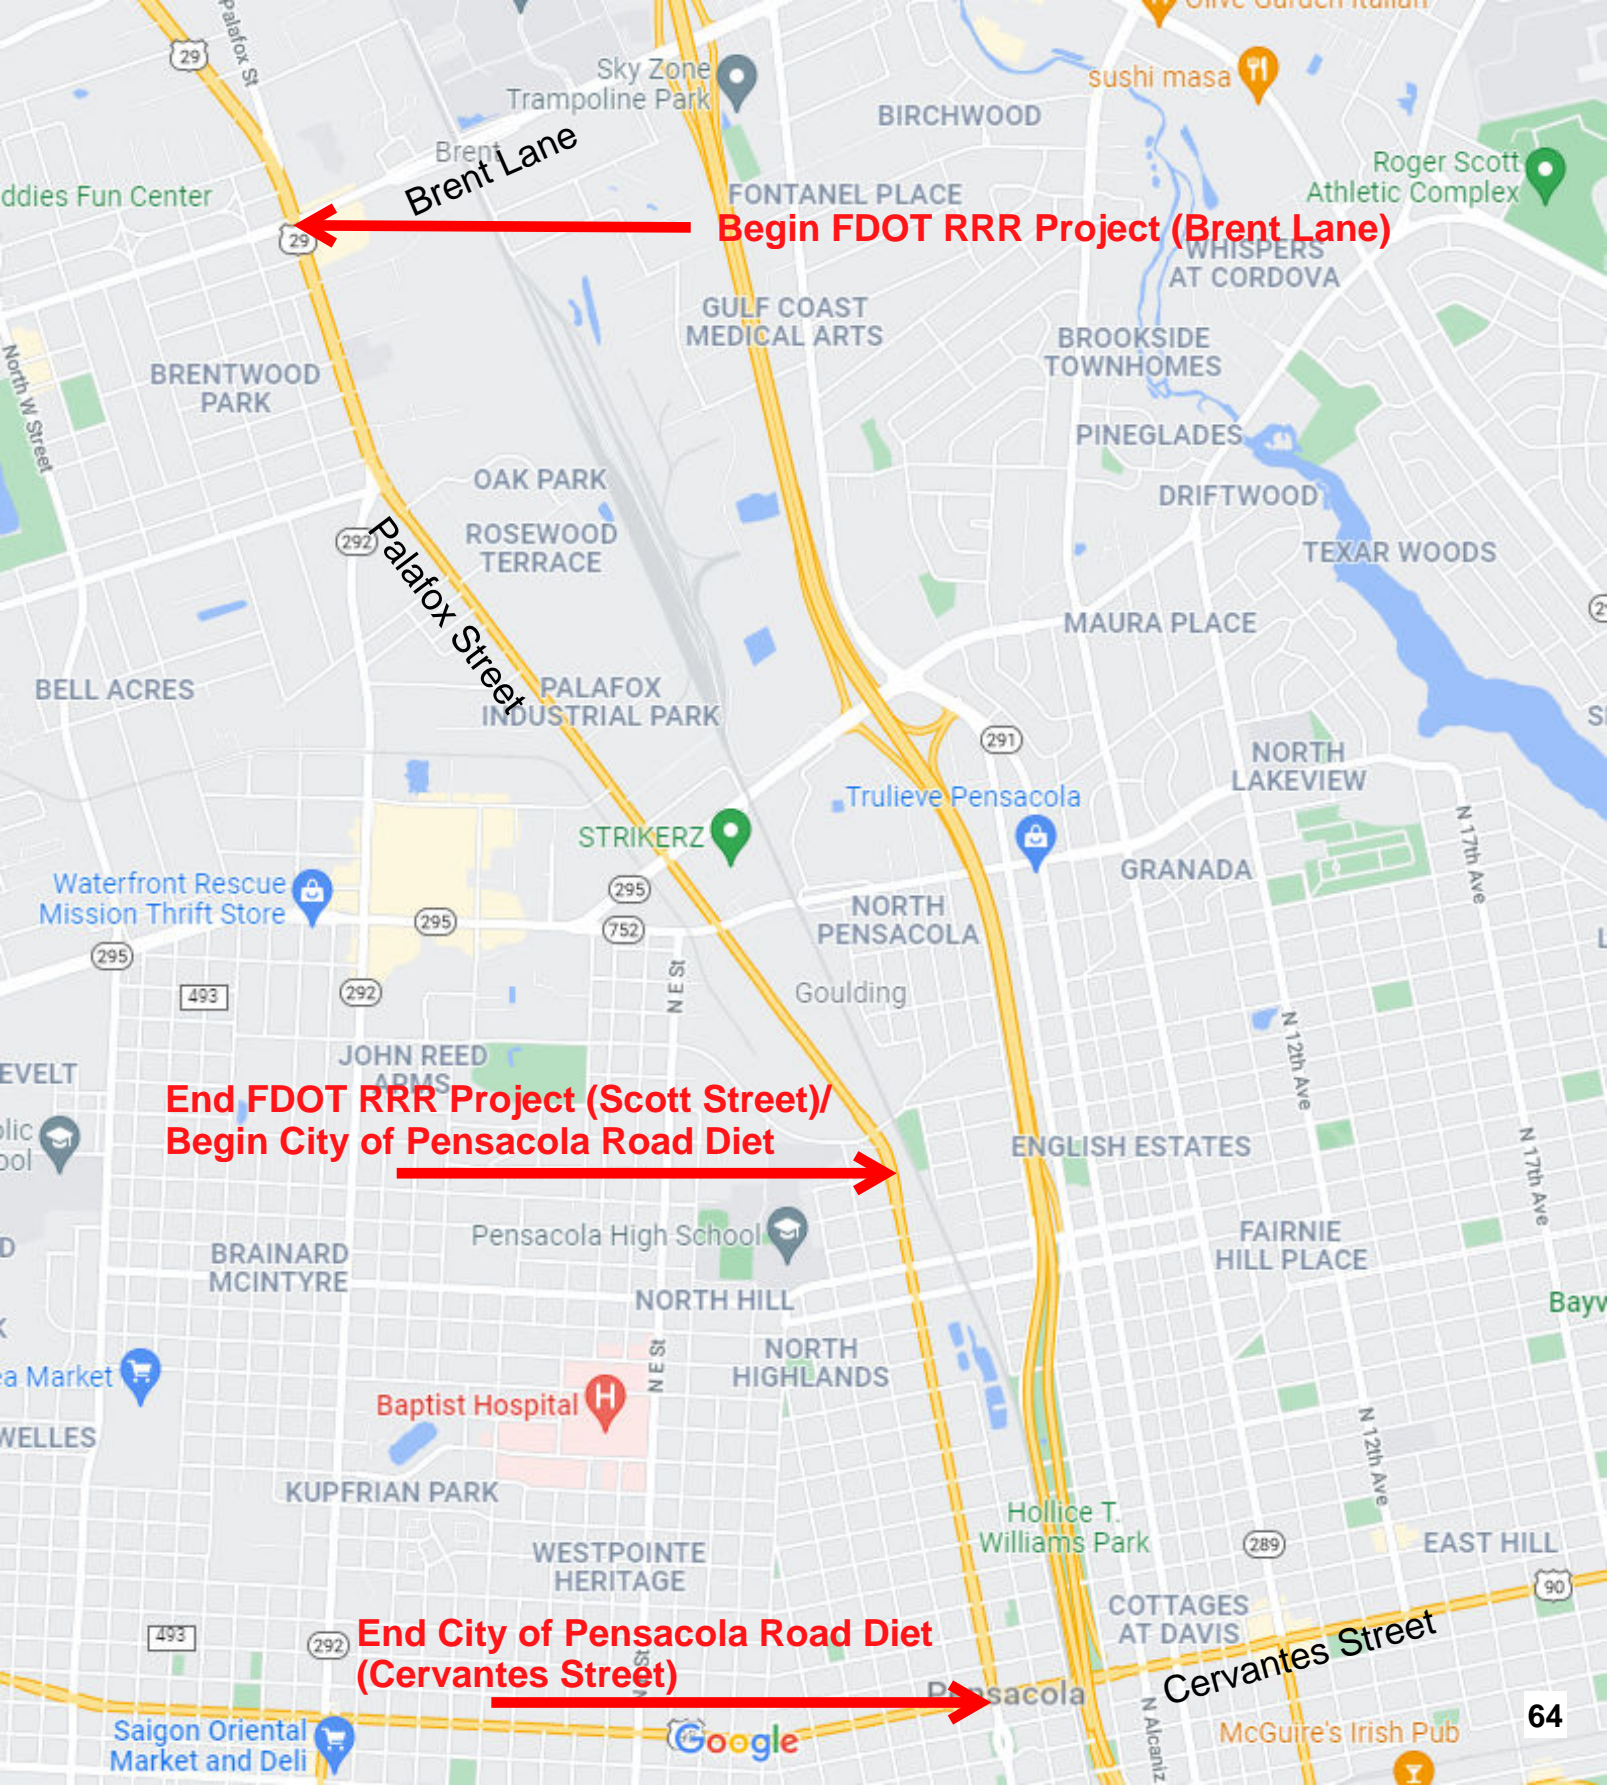 Olive Garden Italian
29
Palafox St
Sky Zone
Trampoline Park
sushi masa
BIRCHWOOD
Brent
Brent Lane
Roger Scott
Athletic Complex
ddies Fun Center
FONTANEL PLACE
Begin FDOT RRR Project (Brent Lane)
29
WHISPERS
AT CORDOVA
GULF COAST
MEDICAL ARTS
BROOKSIDE
TOWNHOMES
North W Street
BRENTWOOD
PARK
PINEGLADES
OAK PARK
DRIFTWOOD
292
Palafox Street
ROSEWOOD
TERRACE
TEXAR WOODS
MAURA PLACE
BELL ACRES
PALAFOX
INDUSTRIAL PARK
291
NORTH
LAKEVIEW
Trulieve Pensacola
STRIKERZ
N 17th Ave
GRANADA
Waterfront Rescue
Mission Thrift Store
295
295
752
295
NORTH
PENSACOLA
493
292
N E St
Goulding
N 12th Ave
EVELT
JOHN REED
ARMS
End FDOT RRR Project (Scott Street)/
Begin City of Pensacola Road Diet
ENGLISH ESTATES
N 17th Ave
Pensacola High School
BRAINARD
MCINTYRE
FAIRNIE
HILL PLACE
NORTH HILL
NORTH
HIGHLANDS
N E St
Baptist Hospital
a Market
WELLES
N 12th Ave
KUPFRIAN PARK
Hollice T.
Williams Park
289
EAST HILL
WESTPOINTE
HERITAGE
90
COTTAGES
AT DAVIS
Cervantes Street
493
292
End City of Pensacola Road Diet
(Cervantes Street)
Pensacola
N Alcaniz
64
Saigon Oriental
Market and Deli
Google
McGuire's Irish Pub